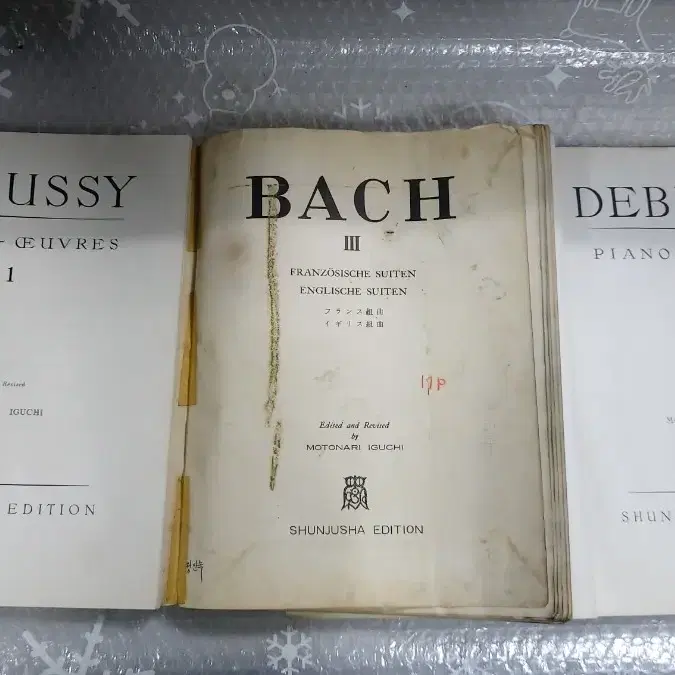 USSY
ŒUVRES
1
Revised
IGUCHI
EDITION
BACH
III
FRANZÖSISCHE SUITEN
ENGLISCHE SUITEN
フランス組曲
イギリス組曲
17P
Edited and Revised
by
MOTONARI IGUCHI
SHUNJUSHA EDITION
DEB
PIANO
SHUN